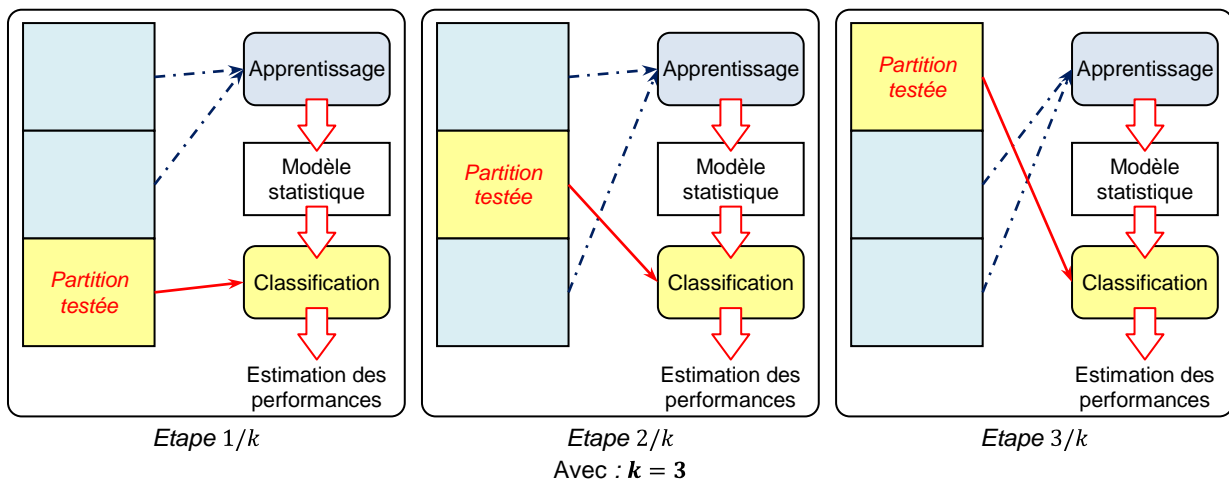 Apprentissage
Modèle
statistique
Partition
testée
Classification
Estimation des
performances
Etape 1/k
Apprentissage
Partition
testée
Modèle
statistique
Classification
Estimation des
performances
Etape 2/k
Partition
testée
Apprentissage
Modèle
statistique
Classification
Estimation des
performances
Etape 3/k
Avec : k = 3